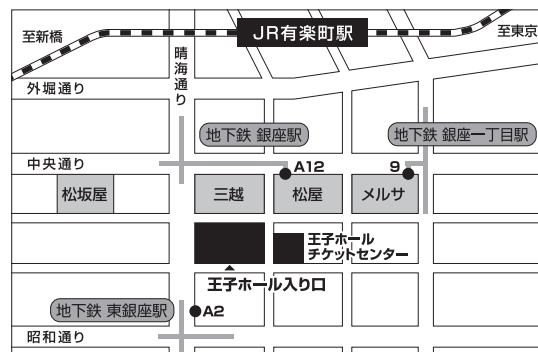 JR有楽町駅
至新橋
至東京
晴海通り
外堀通り
地下鉄 銀座駅
地下鉄 銀座一丁目駅
中央通り
A12
9
松坂屋
三越
松屋
メルサ
王子ホール
チケットセンター
王子ホール入り口
地下鉄 東銀座駅
A2
昭和通り